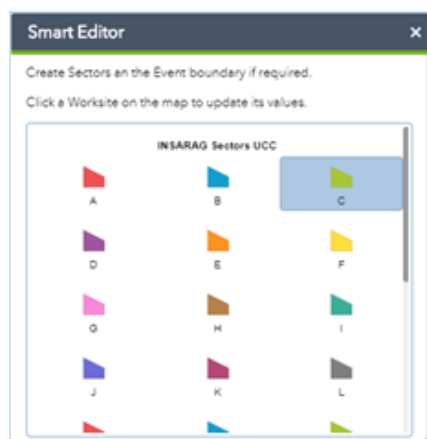 Smart Editor ×
Create Sectors an the Event boundary if required.
Click a Worksite on the map to update its values.
INSARAG Sectors UCC
A B C
D E F
G H I
J K L